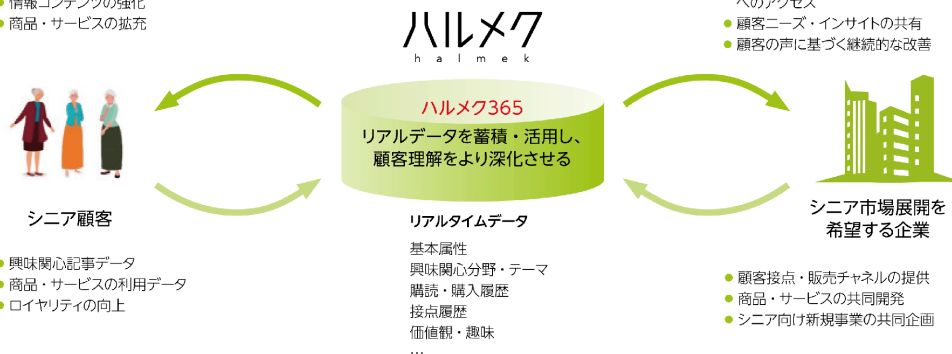 情報コンテンツの強化
商品・サービスの拡充
ハルメク
halmek
へのアクセス
顧客ニーズ・インサイトの共有
顧客の声に基づく継続的な改善
ハルメク365
リアルデータを蓄積・活用し、
顧客理解をより深化させる
シニア顧客
興味関心記事データ
商品・サービスの利用データ
ロイヤリティの向上
リアルタイムデータ
基本属性
興味関心分野・テーマ
購読・購入履歴
接点履歴
価値観・趣味
…
シニア市場展開を
希望する企業
顧客接点・販売チャネルの提供
商品・サービスの共同開発
シニア向け新規事業の共同企画